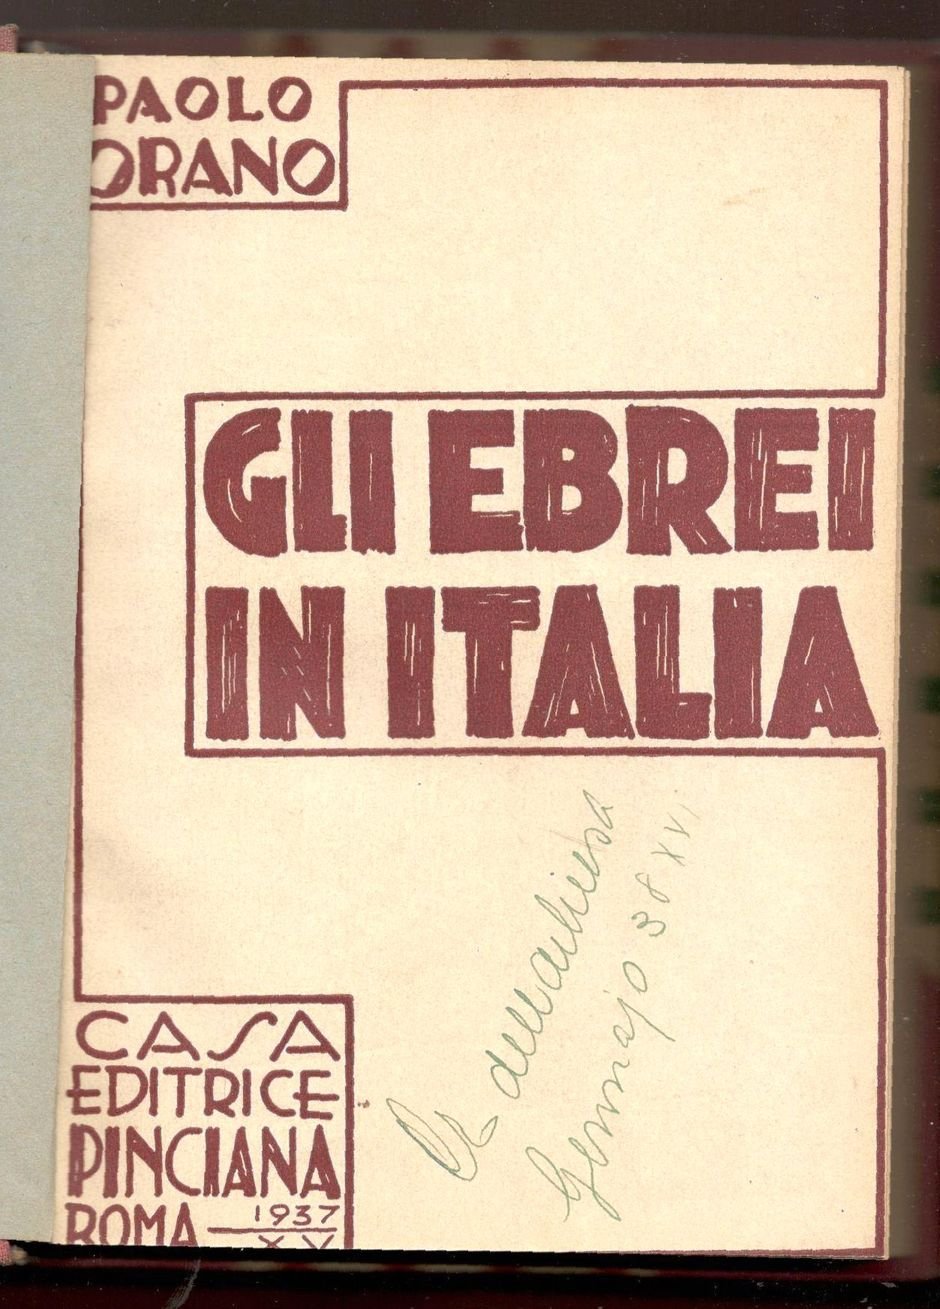 PAOLO
ORANO
GLI EBREI
IN ITALIA
Gennajo 38 XVI
CASA
EDITRICE
PINCIANA
ROMA 1937
XV